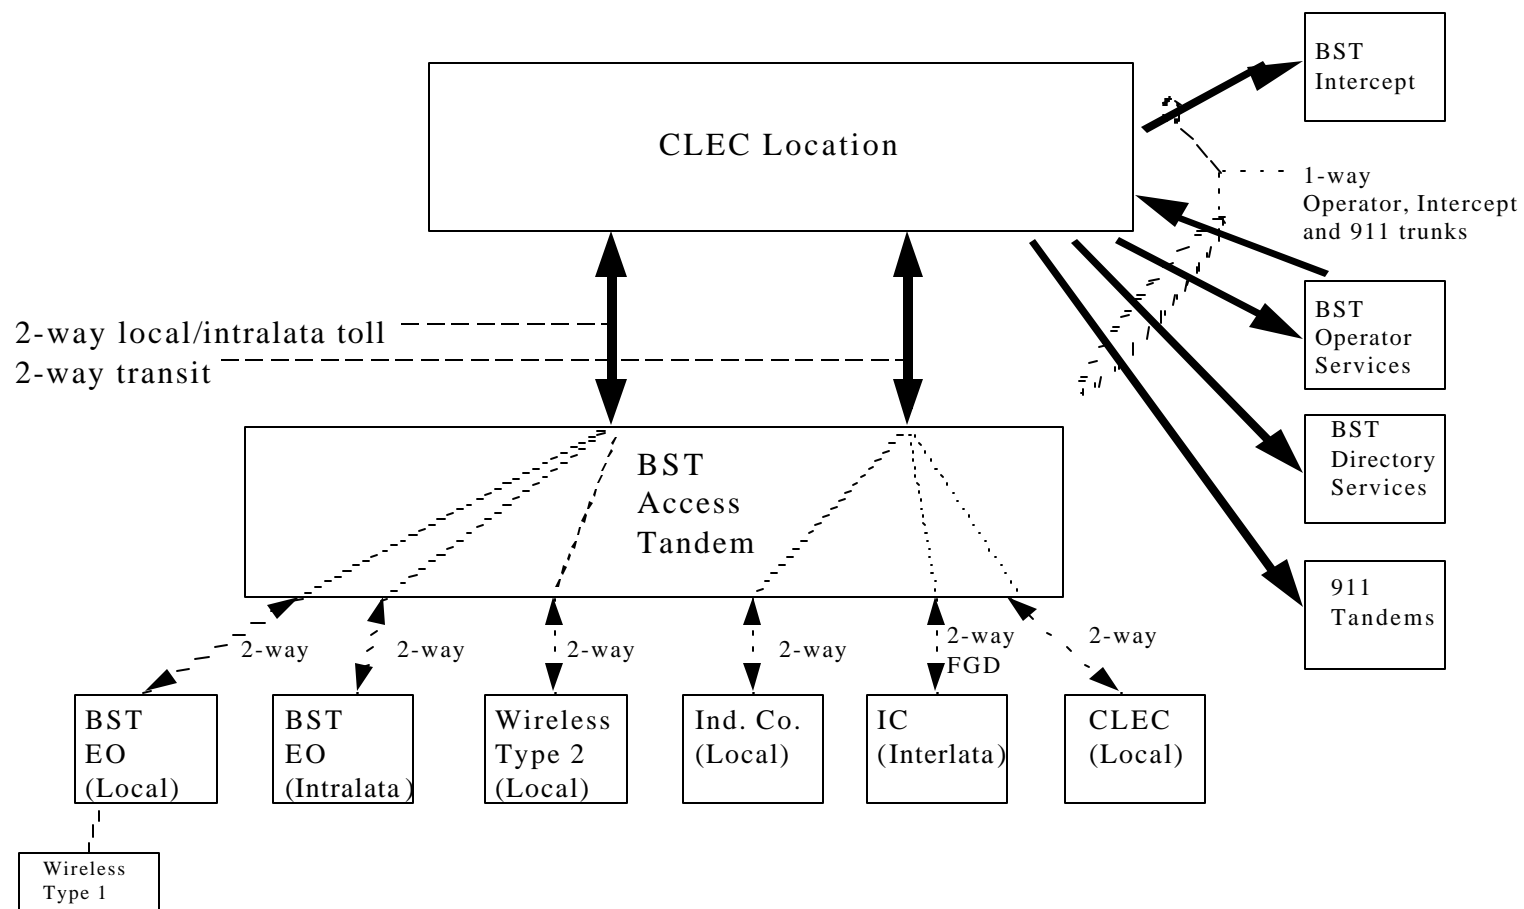 BST
Intercept
CLEC Location
1-way
Operator, Intercept
and 911 trunks
BST
Operator
Services
2-way local/intralata toll
2-way transit
BST
Directory
Services
BST
Access
Tandem
911
Tandems
2-way
2-way
2-way
2-way
2-way
FGD
2-way
BST
EO
(Local)
BST
EO
(Intralata)
Wireless
Type 2
(Local)
Ind. Co.
(Local)
IC
(Interlata)
CLEC
(Local)
Wireless
Type 1